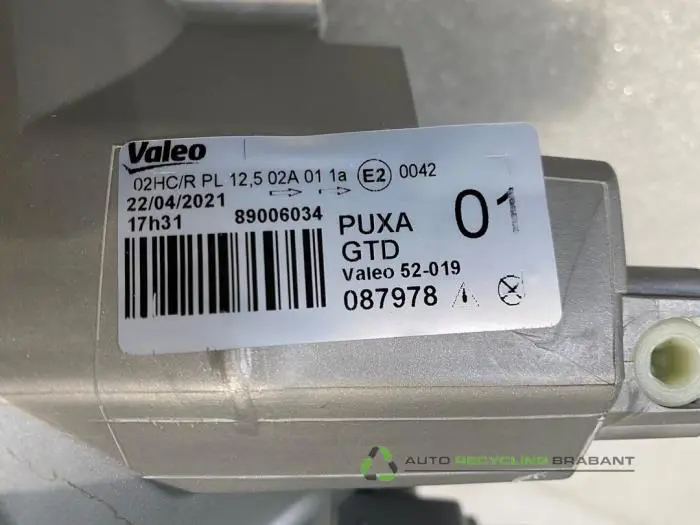 Valeo
02HC/R PL 12,5 02A 01 1a E2 0042
22/04/2021
17h31 89006034
PUXA 01
GTD
Valeo 52-019
087978
AUTO RECYCLING BRABANT